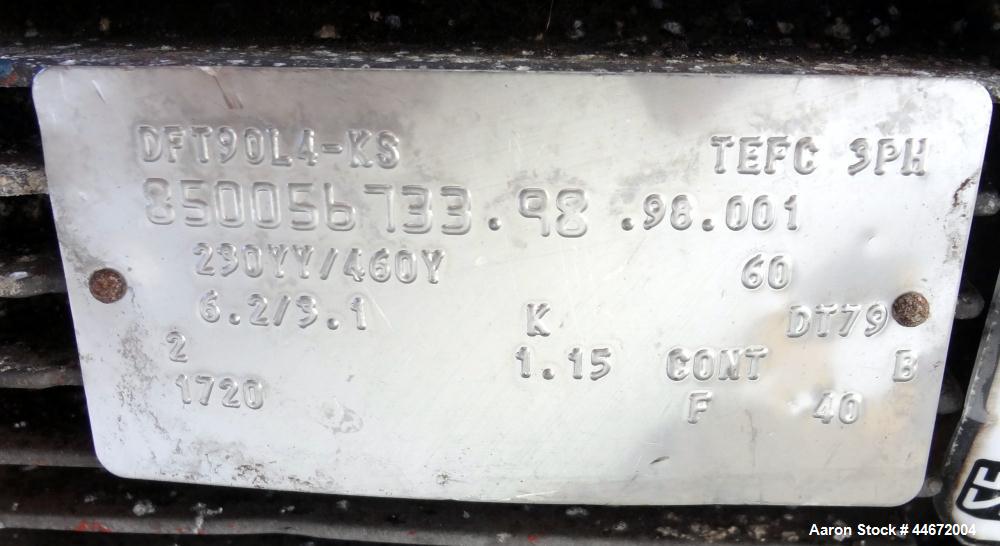 DFT90L4-KS TEFC 3PH
850056733.98 .98.001
230YY/460Y 60
6.2/3.1 K DT79
2 1.15 CONT B
1720 F 40
Aaron Stock # 44672004